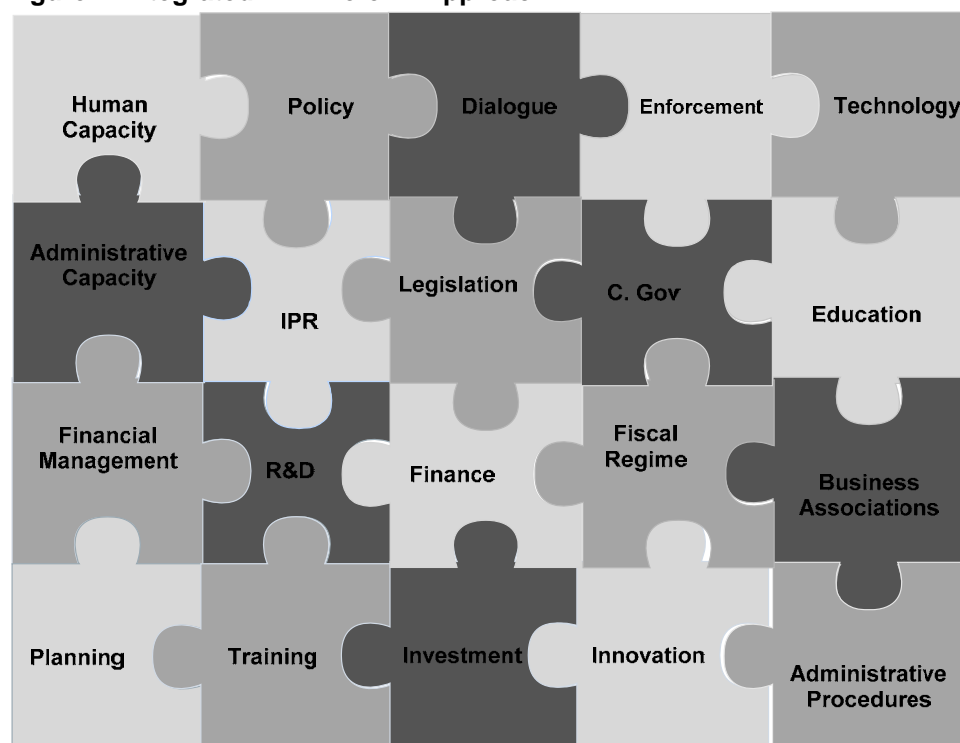 Human
Capacity
Policy
Dialogue
Enforcement
Technology
Administrative
Capacity
IPR
Legislation
C. Gov
Education
Financial
Management
R&D
Finance
Fiscal
Regime
Business
Associations
Planning
Training
Investment
Innovation
Administrative
Procedures